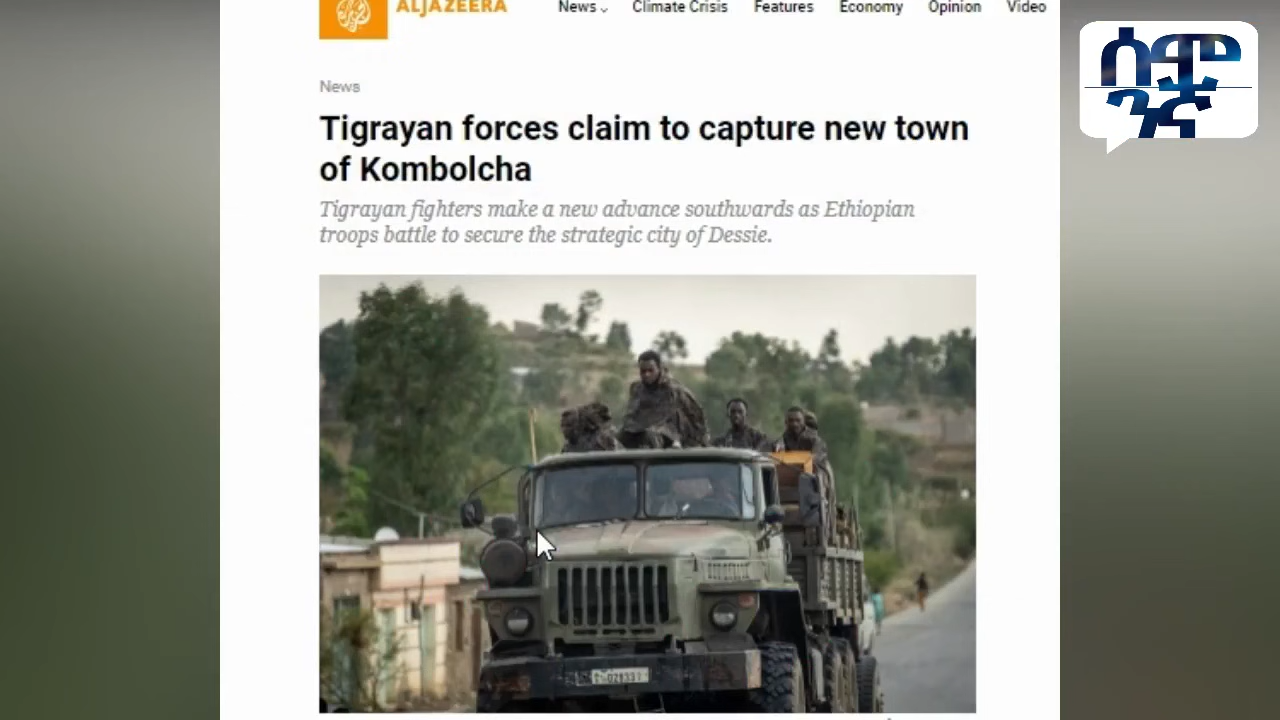 ALJAZEERA
News
Climate Crisis
Features
Economy
Opinion
Video
News
Tigrayan forces claim to capture new town
of Kombolcha
Tigrayan fighters make a new advance southwards as Ethiopian
troops battle to secure the strategic city of Dessie.